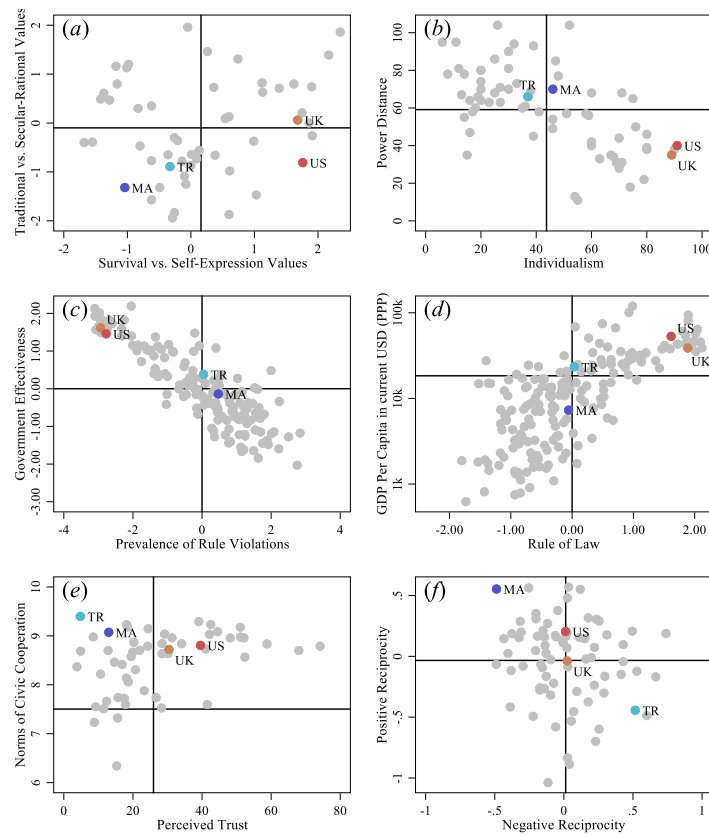 (a)
Traditional vs. Secular-Rational Values
2
1
0
-1
-2
UK
TR
US
MA
-2
-1
0
1
2
Survival vs. Self-Expression Values
(b)
Power Distance
100
80
60
40
20
0
TR
MA
US
UK
0
20
40
60
80
100
Individualism
(c)
Government Effectiveness
2.00
1.00
0.00
-1.00
-2.00
-3.00
UK
US
TR
MA
-4
-2
0
2
4
Prevalence of Rule Violations
(d)
GDP Per Capita in current USD (PPP)
100k
10k
1k
US
UK
TR
MA
-2.00
-1.00
0.00
1.00
2.00
Rule of Law
(e)
Norms of Civic Cooperation
10
9
8
7
6
TR
MA
US
UK
0
20
40
60
80
Perceived Trust
(f)
Positive Reciprocity
.5
0
-.5
-1
MA
US
UK
TR
-1
-.5
0
.5
1
Negative Reciprocity